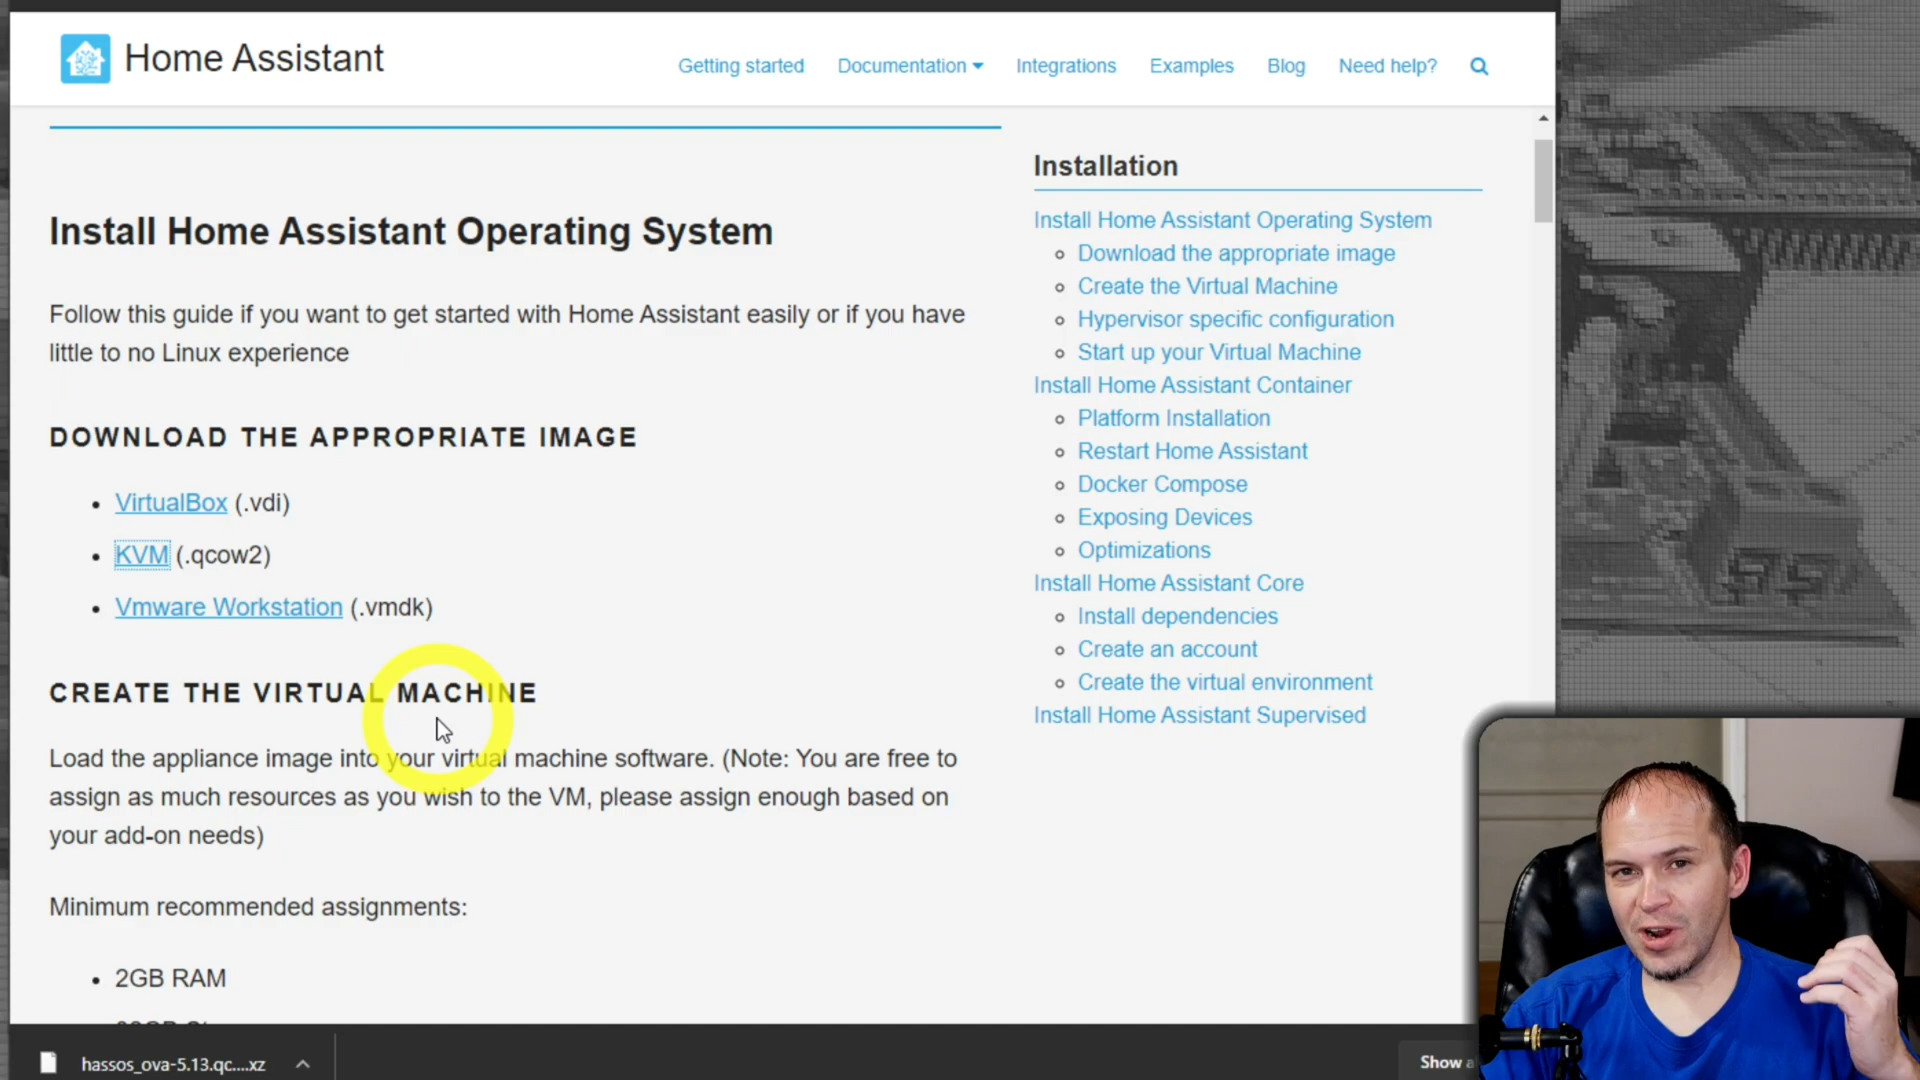 Home Assistant
Getting started Documentation Integrations Examples Blog Need help?
Install Home Assistant Operating System
Follow this guide if you want to get started with Home Assistant easily or if you have
little to no Linux experience
DOWNLOAD THE APPROPRIATE IMAGE
VirtualBox (.vdi)
KVM (.qcow2)
Vmware Workstation (.vmdk)
CREATE THE VIRTUAL MACHINE
Load the appliance image into your virtual machine software. (Note: You are free to
assign as much resources as you wish to the VM, please assign enough based on
your add-on needs)
Minimum recommended assignments:
2GB RAM
Installation
Install Home Assistant Operating System
Download the appropriate image
Create the Virtual Machine
Hypervisor specific configuration
Start up your Virtual Machine
Install Home Assistant Container
Platform Installation
Restart Home Assistant
Docker Compose
Exposing Devices
Optimizations
Install Home Assistant Core
Install dependencies
Create an account
Create the virtual environment
Install Home Assistant Supervised
hassos_ova-5.13.qc....xz
Show